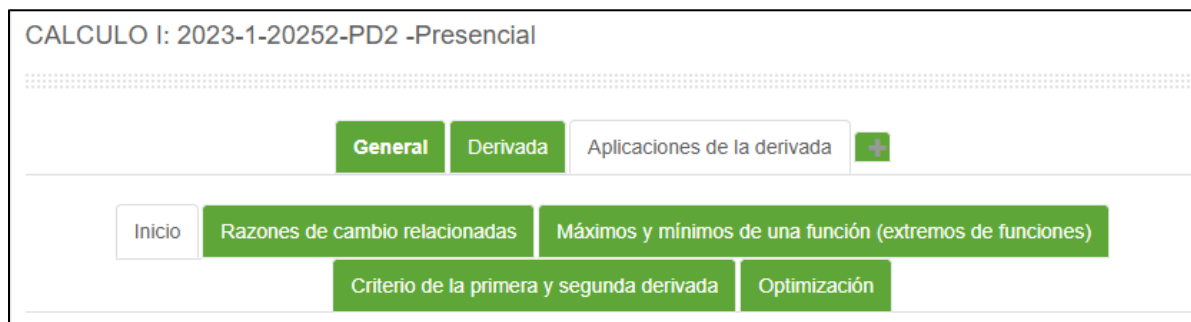 CALCULO I: 2023-1-20252-PD2 -Presencial
General Derivada Aplicaciones de la derivada +
Inicio Razones de cambio relacionadas Máximos y mínimos de una función (extremos de funciones)
Criterio de la primera y segunda derivada Optimización